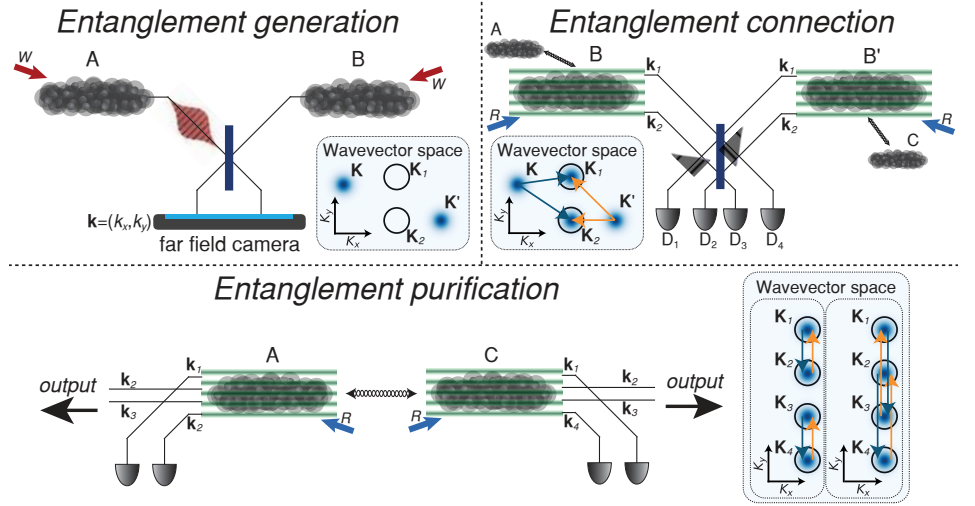 Entanglement generation
W
A
B
W
k=(kx,ky)
far field camera
Wavevector space
K
K1
K'
K2
Ky
Kx
Entanglement connection
A
B
B'
k1
k1
k2
k2
R
R
C
Wavevector space
K
K1
K'
K2
Ky
Kx
D1
D2
D3
D4
Entanglement purification
A
C
k1
k1
k2
k2
output
output
k3
k3
k2
k4
R
R
Wavevector space
K1
K1
K2
K2
K3
K3
K4
K4
Ky
Ky
Kx
Kx